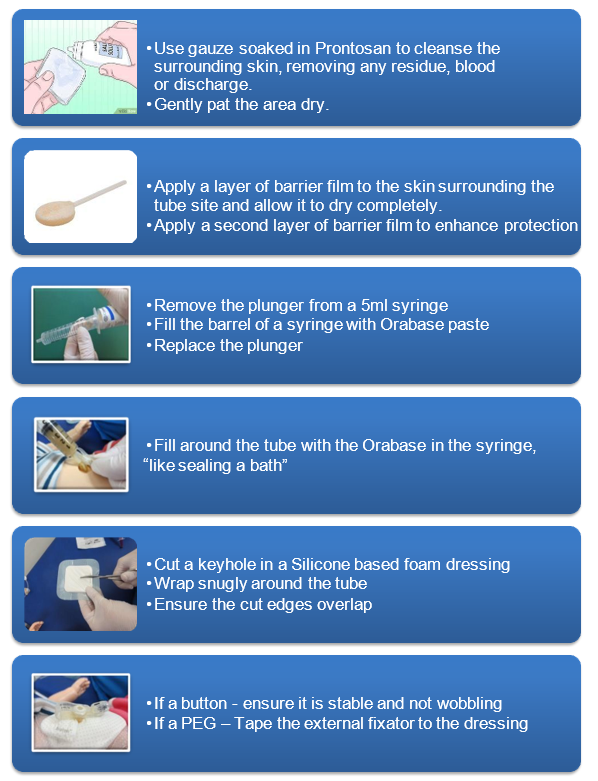 • Use gauze soaked in Prontosan to cleanse the
surrounding skin, removing any residue, blood
or discharge.
• Gently pat the area dry.
• Apply a layer of barrier film to the skin surrounding the
tube site and allow it to dry completely.
• Apply a second layer of barrier film to enhance protection
• Remove the plunger from a 5ml syringe
• Fill the barrel of a syringe with Orabase paste
• Replace the plunger
• Fill around the tube with the Orabase in the syringe,
“like sealing a bath”
• Cut a keyhole in a Silicone based foam dressing
• Wrap snugly around the tube
• Ensure the cut edges overlap
• If a button - ensure it is stable and not wobbling
• If a PEG – Tape the external fixator to the dressing